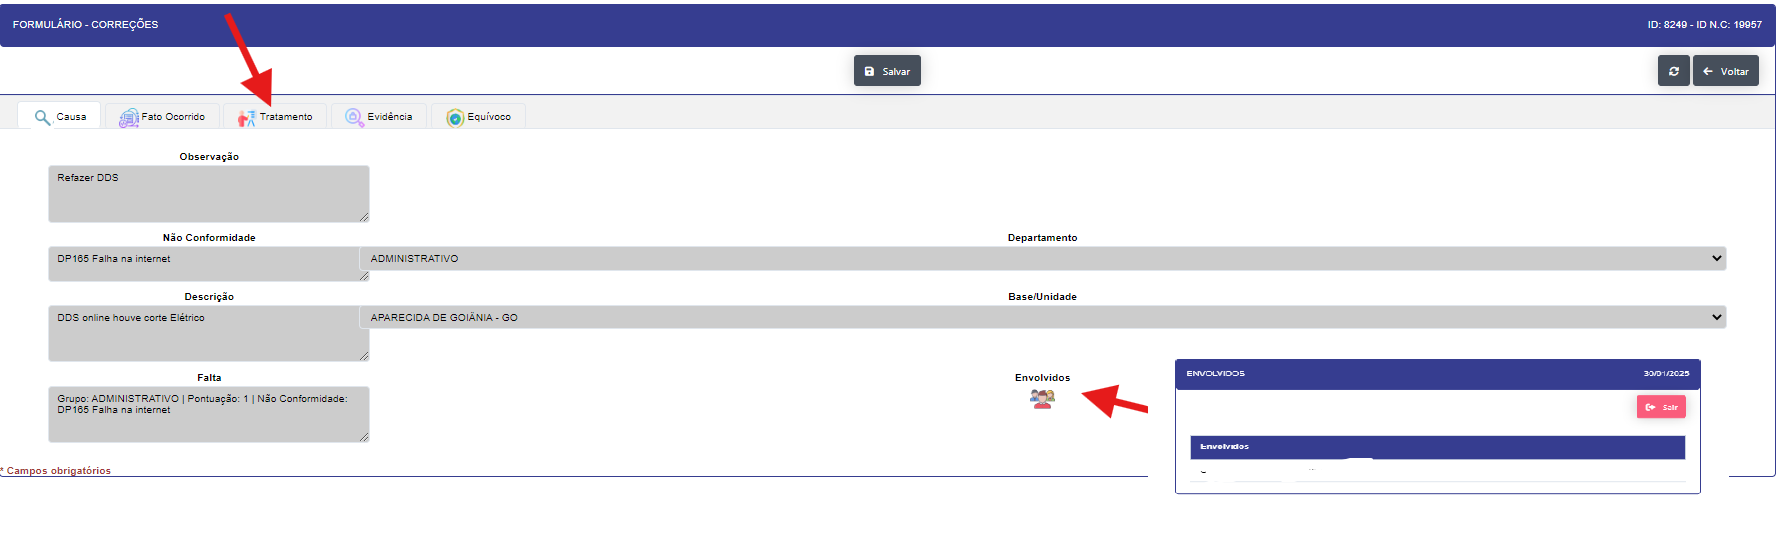 FORMULÁRIO - CORREÇÕES
ID: 8249 - ID N.C: 19957
Salvar
Voltar
Causa
Fato Ocorrido
Tratamento
Evidência
Equívoco
Observação
Refazer DDS
Não Conformidade
Departamento
DP165 Falha na internet
ADMINISTRATIVO
Descrição
Base/Unidade
DDS online houve corte Elétrico
APARECIDA DE GOIÂNIA - GO
Falta
Envolvidos
Grupo: ADMINISTRATIVO | Pontuação: 1 | Não Conformidade:
DP165 Falha na internet
ENVOLVIDOS
30/01/2025
Sair
Envolvidos
* Campos obrigatórios